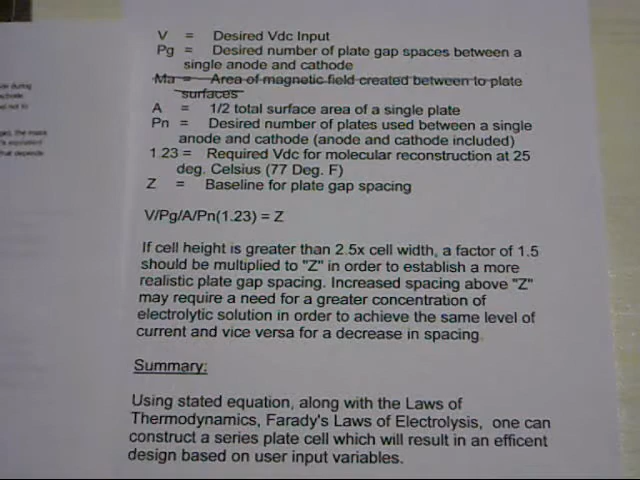 V = Desired Vdc Input
Pg = Desired number of plate gap spaces between a
single anode and cathode
Ma = Area of magnetic field created between to plate
surfaces
A = 1/2 total surface area of a single plate
Pn = Desired number of plates used between a single
anode and cathode (anode and cathode included)
1.23 = Required Vdc for molecular reconstruction at 25
deg. Celsius (77 Deg. F)
Z = Baseline for plate gap spacing
V/Pg/A/Pn(1.23) = Z
If cell height is greater than 2.5x cell width, a factor of 1.5
should be multiplied to "Z" in order to establish a more
realistic plate gap spacing. Increased spacing above "Z"
may require a need for a greater concentration of
electrolytic solution in order to achieve the same level of
current and vice versa for a decrease in spacing.
Summary:
Using stated equation, along with the Laws of
Thermodynamics, Farady's Laws of Electrolysis, one can
construct a series plate cell which will result in an efficent
design based on user input variables.